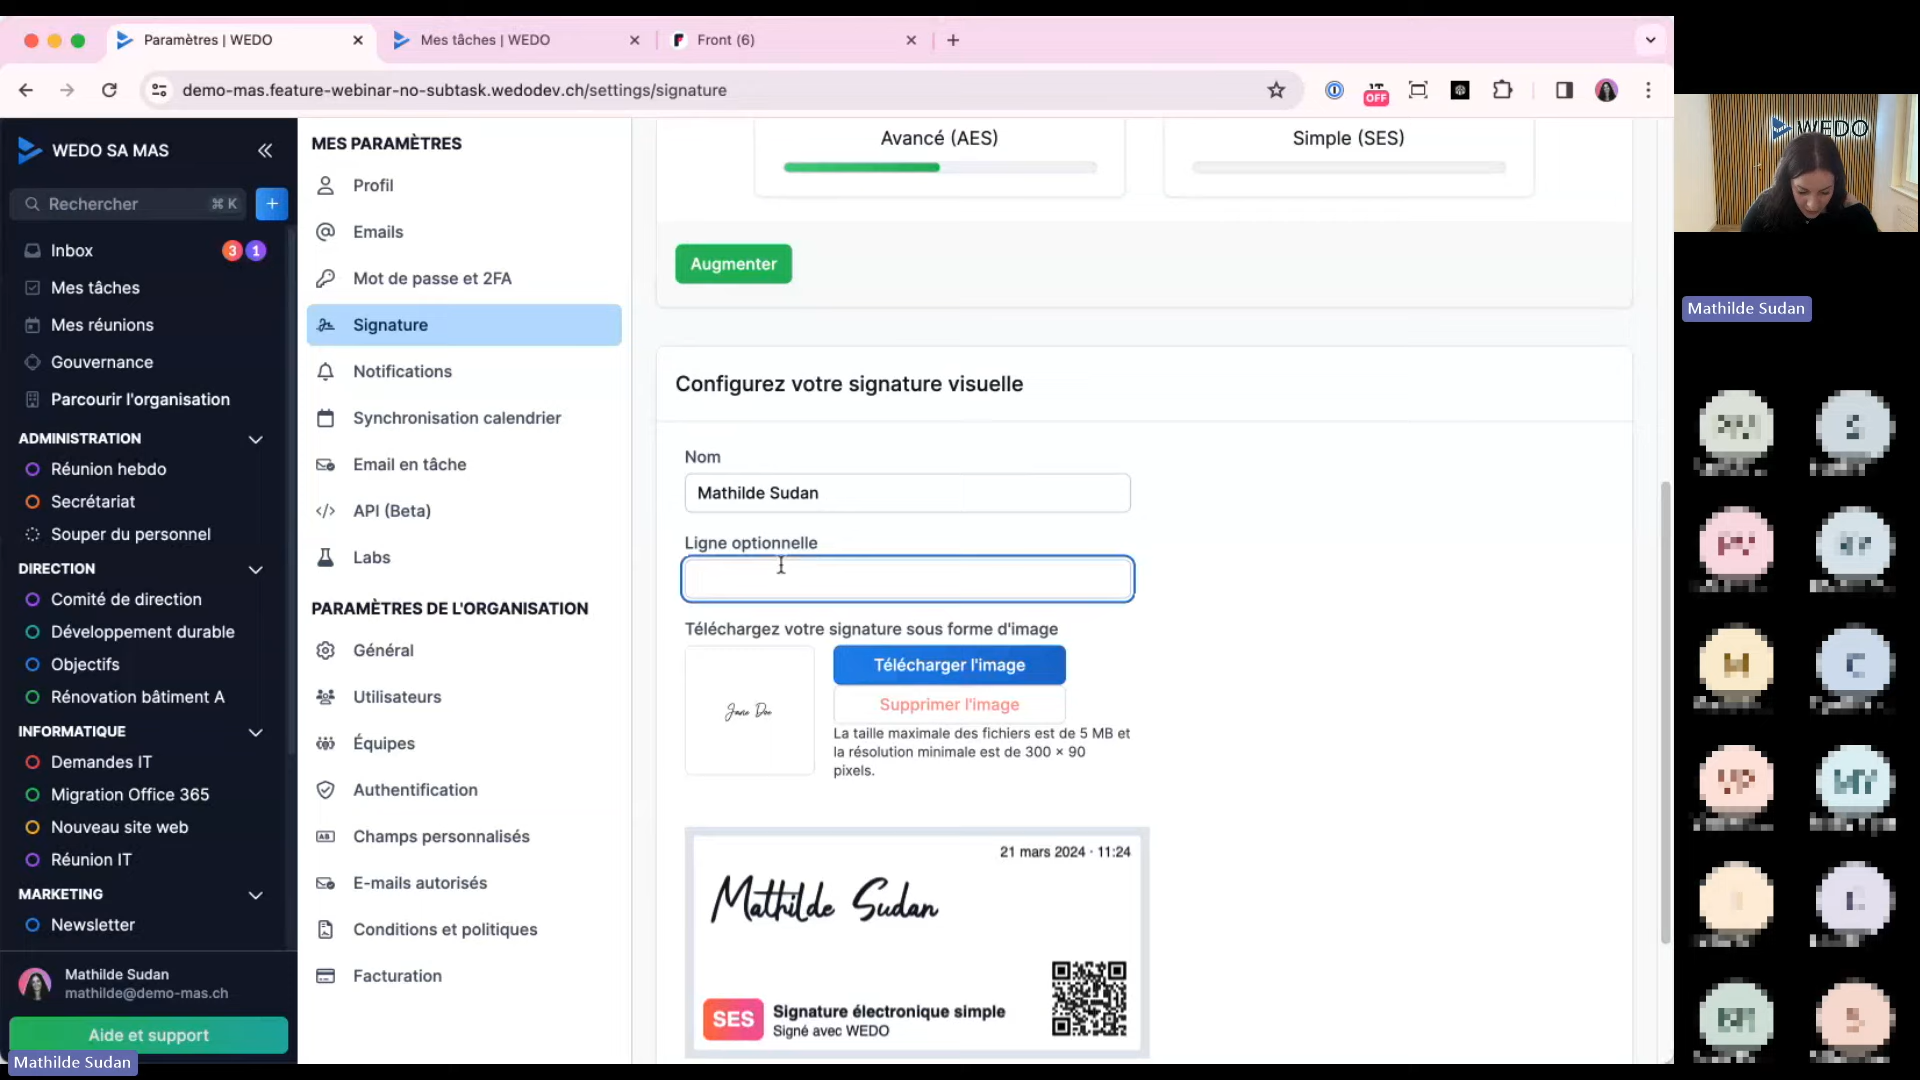 Paramètres | WEDO
Mes tâches | WEDO
Front (6)
demo-mas.feature-webinar-no-subtask.wedodev.ch/settings/signature
OFF
WEDO SA MAS
Rechercher
⌘ K
Inbox
3
1
Mes tâches
Mes réunions
Gouvernance
Parcourir l'organisation
ADMINISTRATION
Réunion hebdo
Secrétariat
Souper du personnel
DIRECTION
Comité de direction
Développement durable
Objectifs
Rénovation bâtiment A
INFORMATIQUE
Demandes IT
Migration Office 365
Nouveau site web
Réunion IT
MARKETING
Newsletter
Mathilde Sudan
mathilde@demo-mas.ch
Aide et support
Mathilde Sudan
MES PARAMÈTRES
Profil
Emails
Mot de passe et 2FA
Signature
Notifications
Synchronisation calendrier
Email en tâche
API (Beta)
Labs
PARAMÈTRES DE L'ORGANISATION
Général
Utilisateurs
Équipes
Authentification
Champs personnalisés
E-mails autorisés
Conditions et politiques
Facturation
Avancé (AES)
Simple (SES)
Augmenter
Configurez votre signature visuelle
Nom
Mathilde Sudan
Ligne optionnelle
Téléchargez votre signature sous forme d'image
Jane Doe
Télécharger l'image
Supprimer l'image
La taille maximale des fichiers est de 5 MB et
la résolution minimale est de 300 × 90
pixels.
21 mars 2024 · 11:24
Mathilde Sudan
SES
Signature électronique simple
Signé avec WEDO
WEDO
Mathilde Sudan